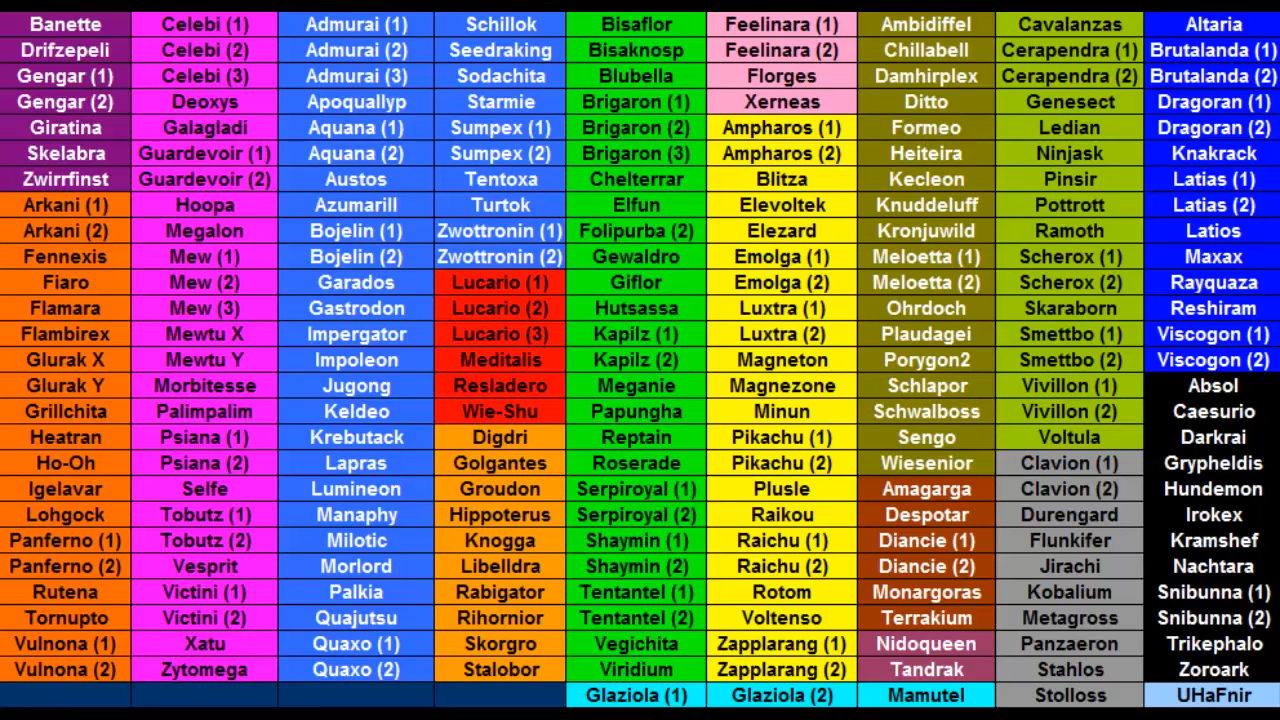 Banette Celebi (1) Admurai (1) Schillok Bisaflor Feelinara (1) Ambidiffel Cavalanzas Altaria
Drifzepeli Celebi (2) Admurai (2) Seedraking Bisaknosp Feelinara (2) Chillabell Cerapendra (1) Brutalanda (1)
Gengar (1) Celebi (3) Admurai (3) Sodachita Blubella Florges Damhirplex Cerapendra (2) Brutalanda (2)
Gengar (2) Deoxys Apoquallyp Starmie Brigaron (1) Xerneas Ditto Genesect Dragoran (1)
Giratina Galagladi Aquana (1) Sumpex (1) Brigaron (2) Ampharos (1) Formeo Ledian Dragoran (2)
Skelabra Guardevoir (1) Aquana (2) Sumpex (2) Brigaron (3) Ampharos (2) Heiteira Ninjask Knakrack
Zwirrfinst Guardevoir (2) Austos Tentoxa Chelterrar Blitza Kecleon Pinsir Latias (1)
Arkani (1) Hoopa Azumarill Turtok Elfun Elevoltek Knuddeluff Pottrott Latias (2)
Arkani (2) Megalon Bojelin (1) Zwottronin (1) Folipurba (2) Elezard Kronjuwild Ramoth Latios
Fennexis Mew (1) Bojelin (2) Zwottronin (2) Gewaldro Emolga (1) Meloetta (1) Scherox (1) Maxax
Fiaro Mew (2) Garados Lucario (1) Giflor Emolga (2) Meloetta (2) Scherox (2) Rayquaza
Flamara Mew (3) Gastrodon Lucario (2) Hutsassa Luxtra (1) Ohrdoch Skaraborn Reshiram
Flambirex Mewtu X Impergator Lucario (3) Kapilz (1) Luxtra (2) Plaudagei Smettbo (1) Viscogon (1)
Glurak X Mewtu Y Impoleon Meditalis Kapilz (2) Magneton Porygon2 Smettbo (2) Viscogon (2)
Glurak Y Morbitesse Jugong Resladero Meganie Magnezone Schlapor Vivillon (1) Absol
Grillchita Palimpalim Keldeo Wie-Shu Papungha Minun Schwalboss Vivillon (2) Caesurio
Heatran Psiana (1) Krebutack Digdri Reptain Pikachu (1) Sengo Voltula Darkrai
Ho-Oh Psiana (2) Lapras Golgantes Roserade Pikachu (2) Wiesenior Clavion (1) Grypheldis
Igelavar Selfe Lumineon Groudon Serpiroyal (1) Plusle Amagarga Clavion (2) Hundemon
Lohgock Tobutz (1) Manaphy Hippoterus Serpiroyal (2) Raikou Despotar Durengard Irokex
Panferno (1) Tobutz (2) Milotic Knogga Shaymin (1) Raichu (1) Diancie (1) Flunkifer Kramshef
Panferno (2) Vesprit Morlord Libelldra Shaymin (2) Raichu (2) Diancie (2) Jirachi Nachtara
Rutena Victini (1) Palkia Rabigator Tentantel (1) Rotom Monargoras Kobalium Snibunna (1)
Tornupto Victini (2) Quajutsu Rihornior Tentantel (2) Voltenso Terrakium Metagross Snibunna (2)
Vulnona (1) Xatu Quaxo (1) Skorgro Vegichita Zapplarang (1) Nidoqueen Panzaeron Trikephalo
Vulnona (2) Zytomega Quaxo (2) Stalobor Viridium Zapplarang (2) Tandrak Stahlos Zoroark
Glaziola (1) Glaziola (2) Mamutel Stolloss UHaFnir